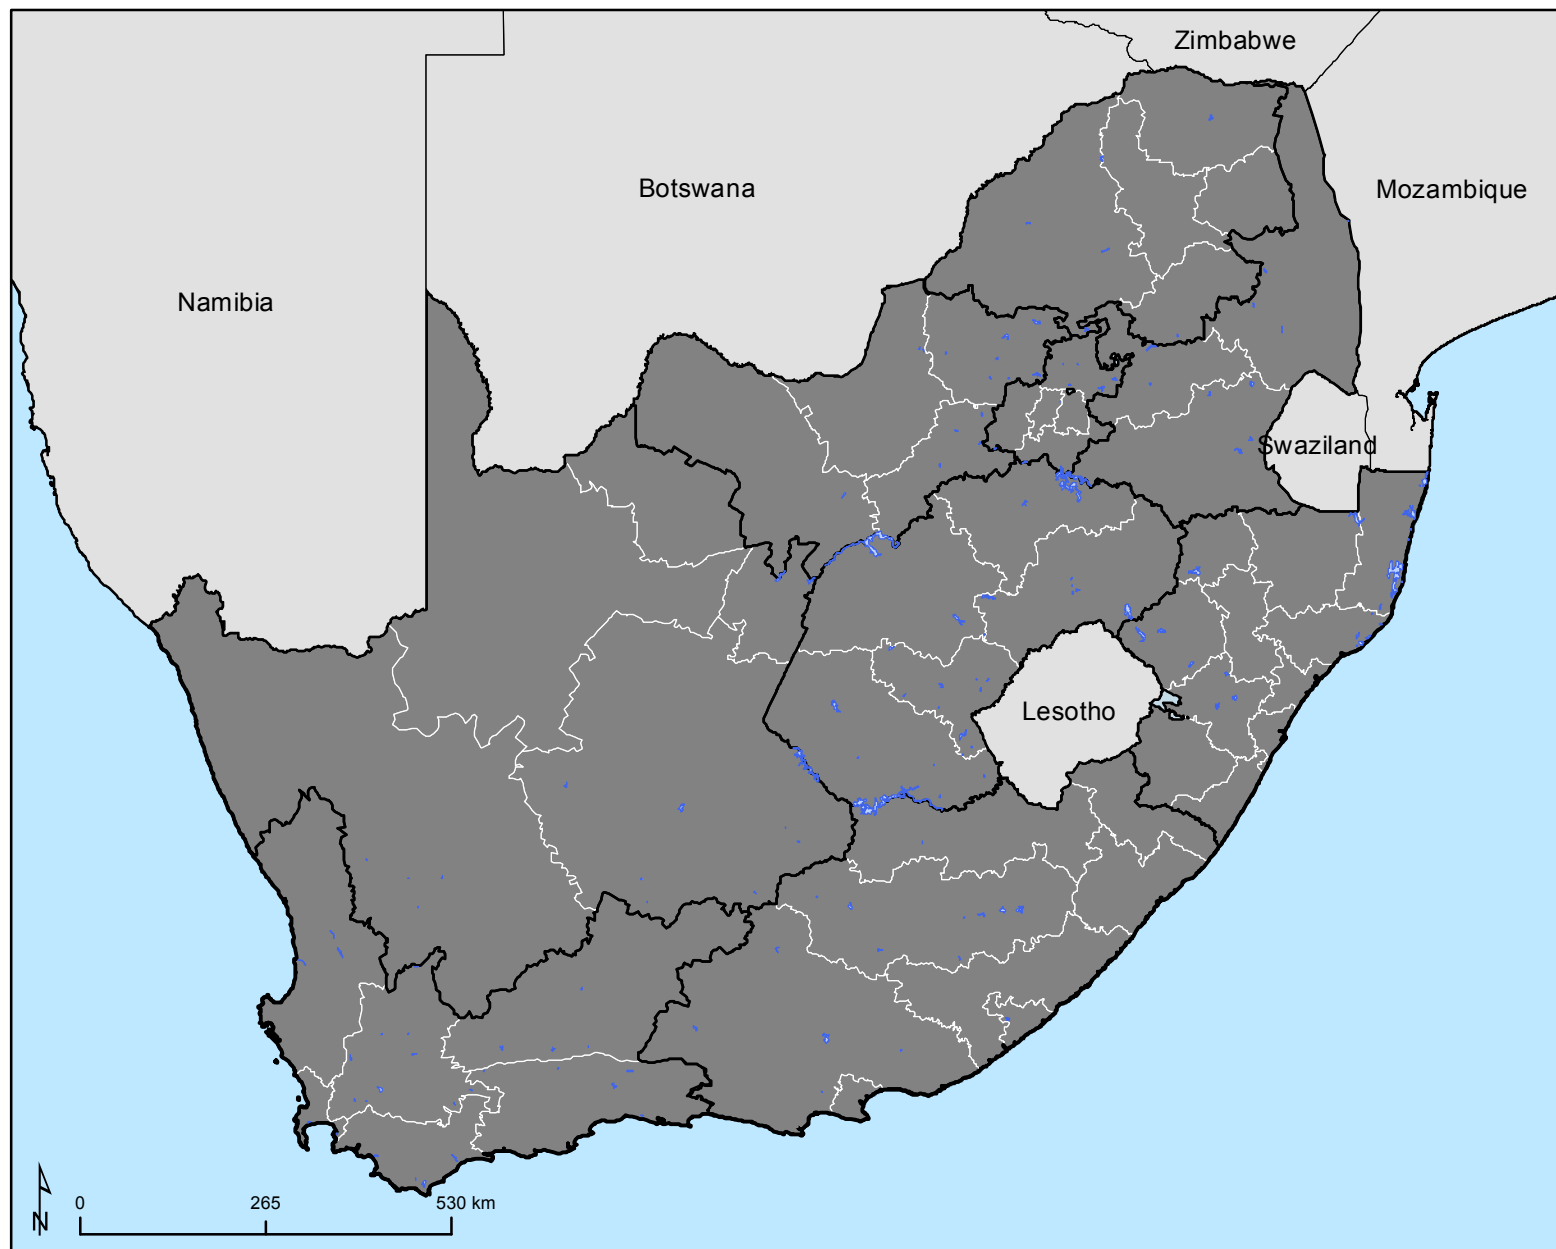 Zimbabwe
Botswana
Mozambique
Namibia
Swaziland
Lesotho
N
0 265 530 km